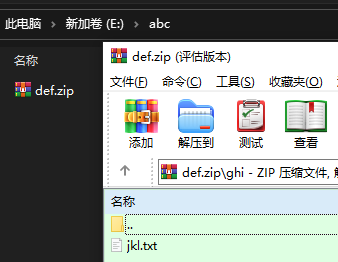 此电脑 › 新加卷 (E:) › abc
名称
def.zip
def.zip (评估版本)
文件(F) 命令(C) 工具(S) 收藏夹(O)
添加 解压到 测试 查看
def.zip\ghi - ZIP 压缩文件,
名称
..
jkl.txt